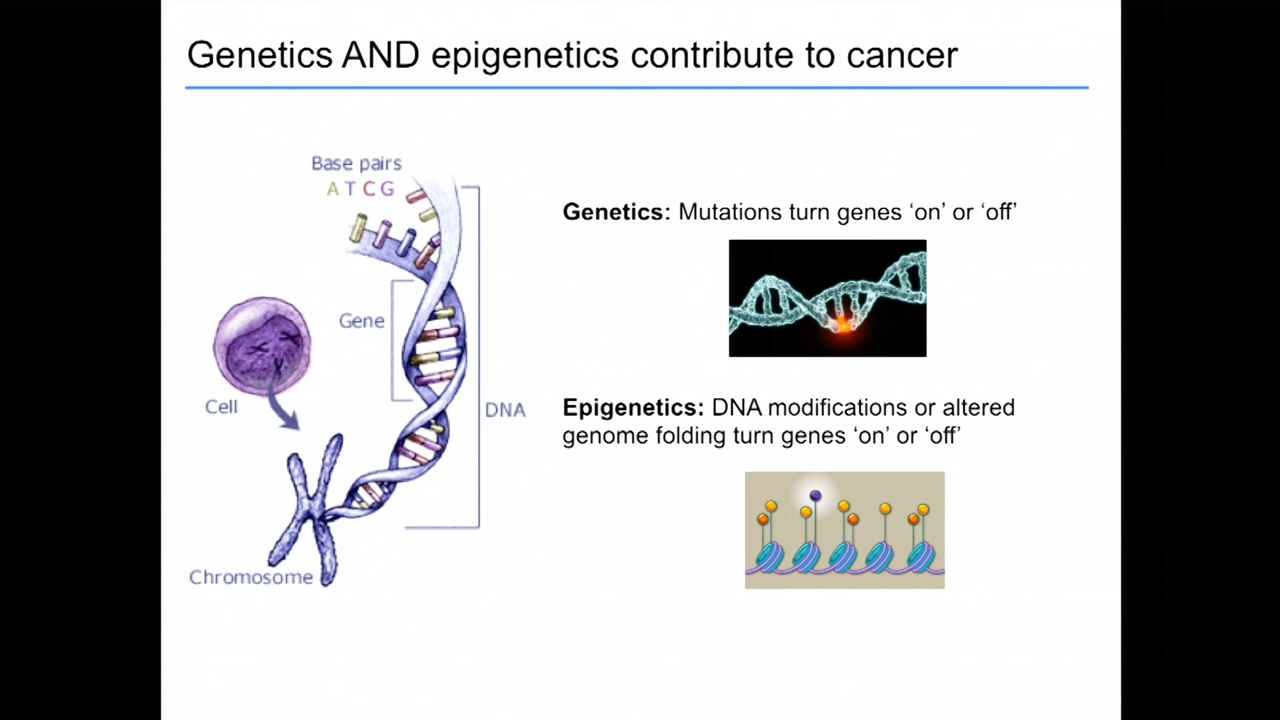 Genetics AND epigenetics contribute to cancer
Base pairs
A T C G
Gene
Cell
DNA
Chromosome
Genetics: Mutations turn genes ‘on’ or ‘off’
Epigenetics: DNA modifications or altered
genome folding turn genes ‘on’ or ‘off’